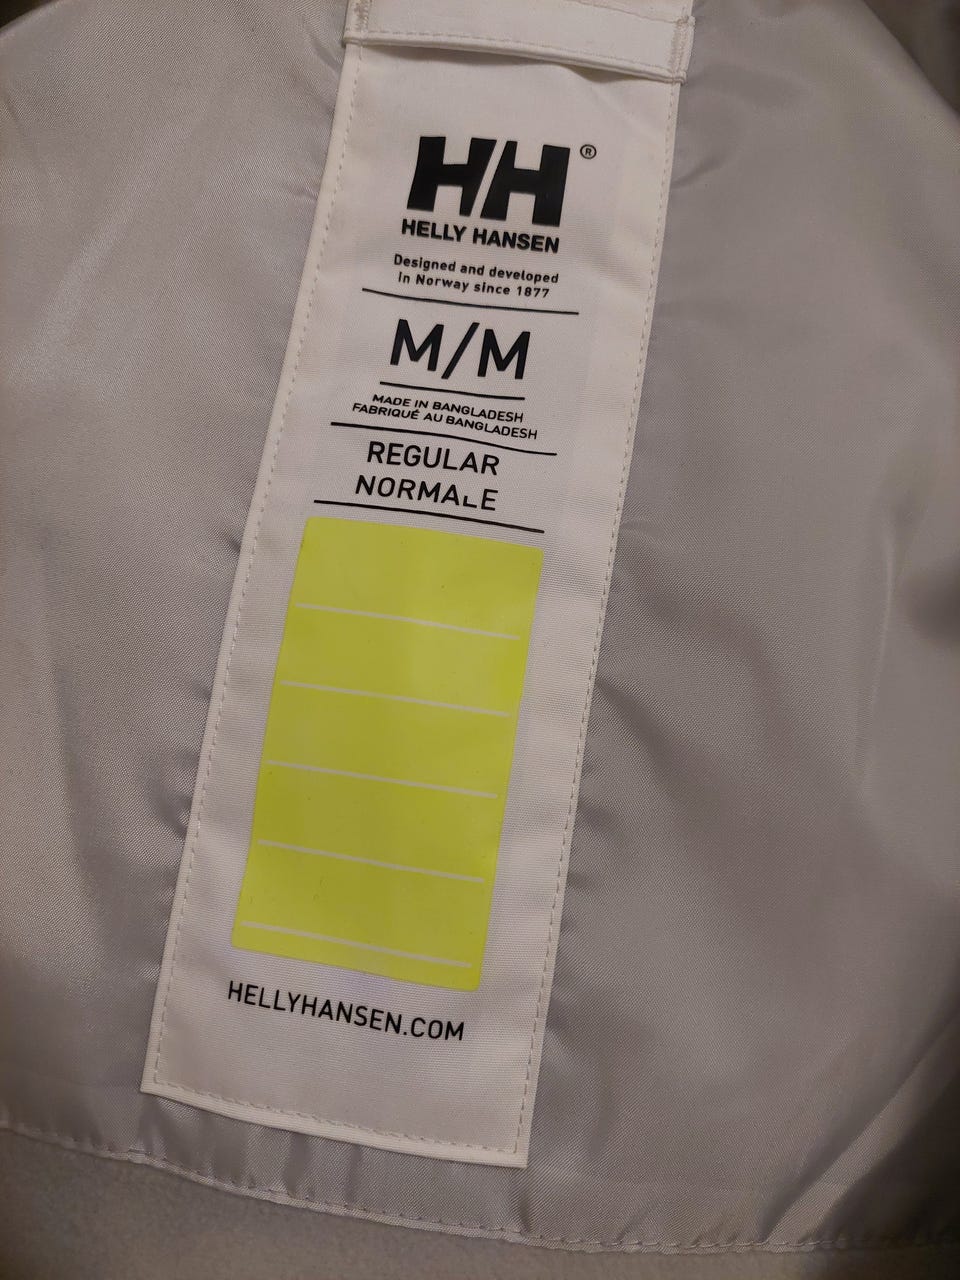 HH®
HELLY HANSEN
Designed and developed
in Norway since 1877
M/M
MADE IN BANGLADESH
FABRIQUÉ AU BANGLADESH
REGULAR
NORMALE
HELLYHANSEN.COM